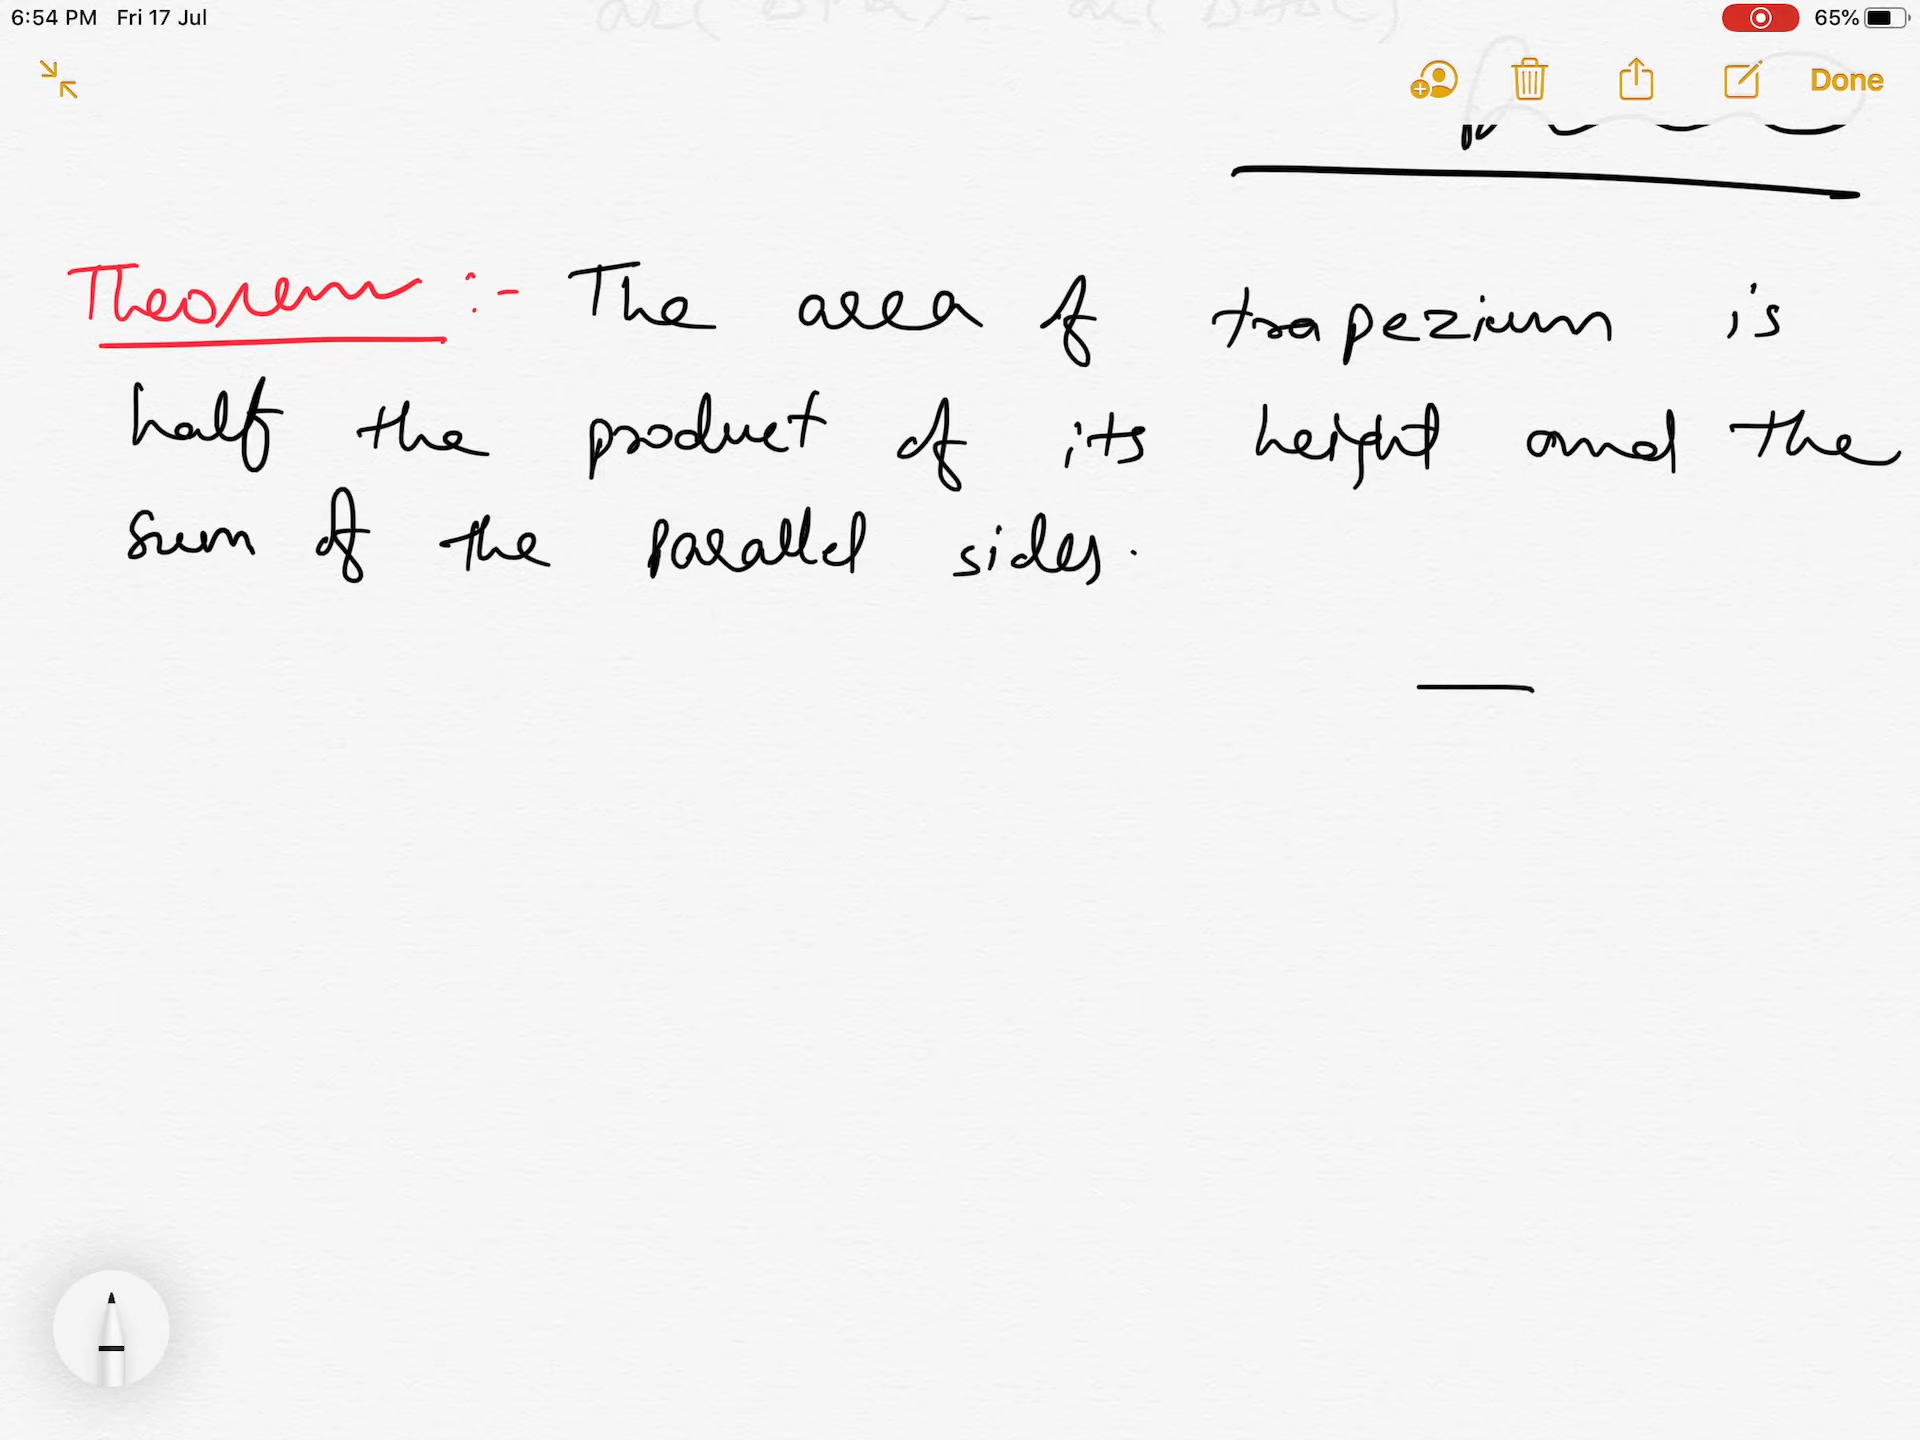 6:54 PM Fri 17 Jul
65%
Done
Theorem :- The area of trapezium is
half the product of its height and the
sum of the parallel sides.